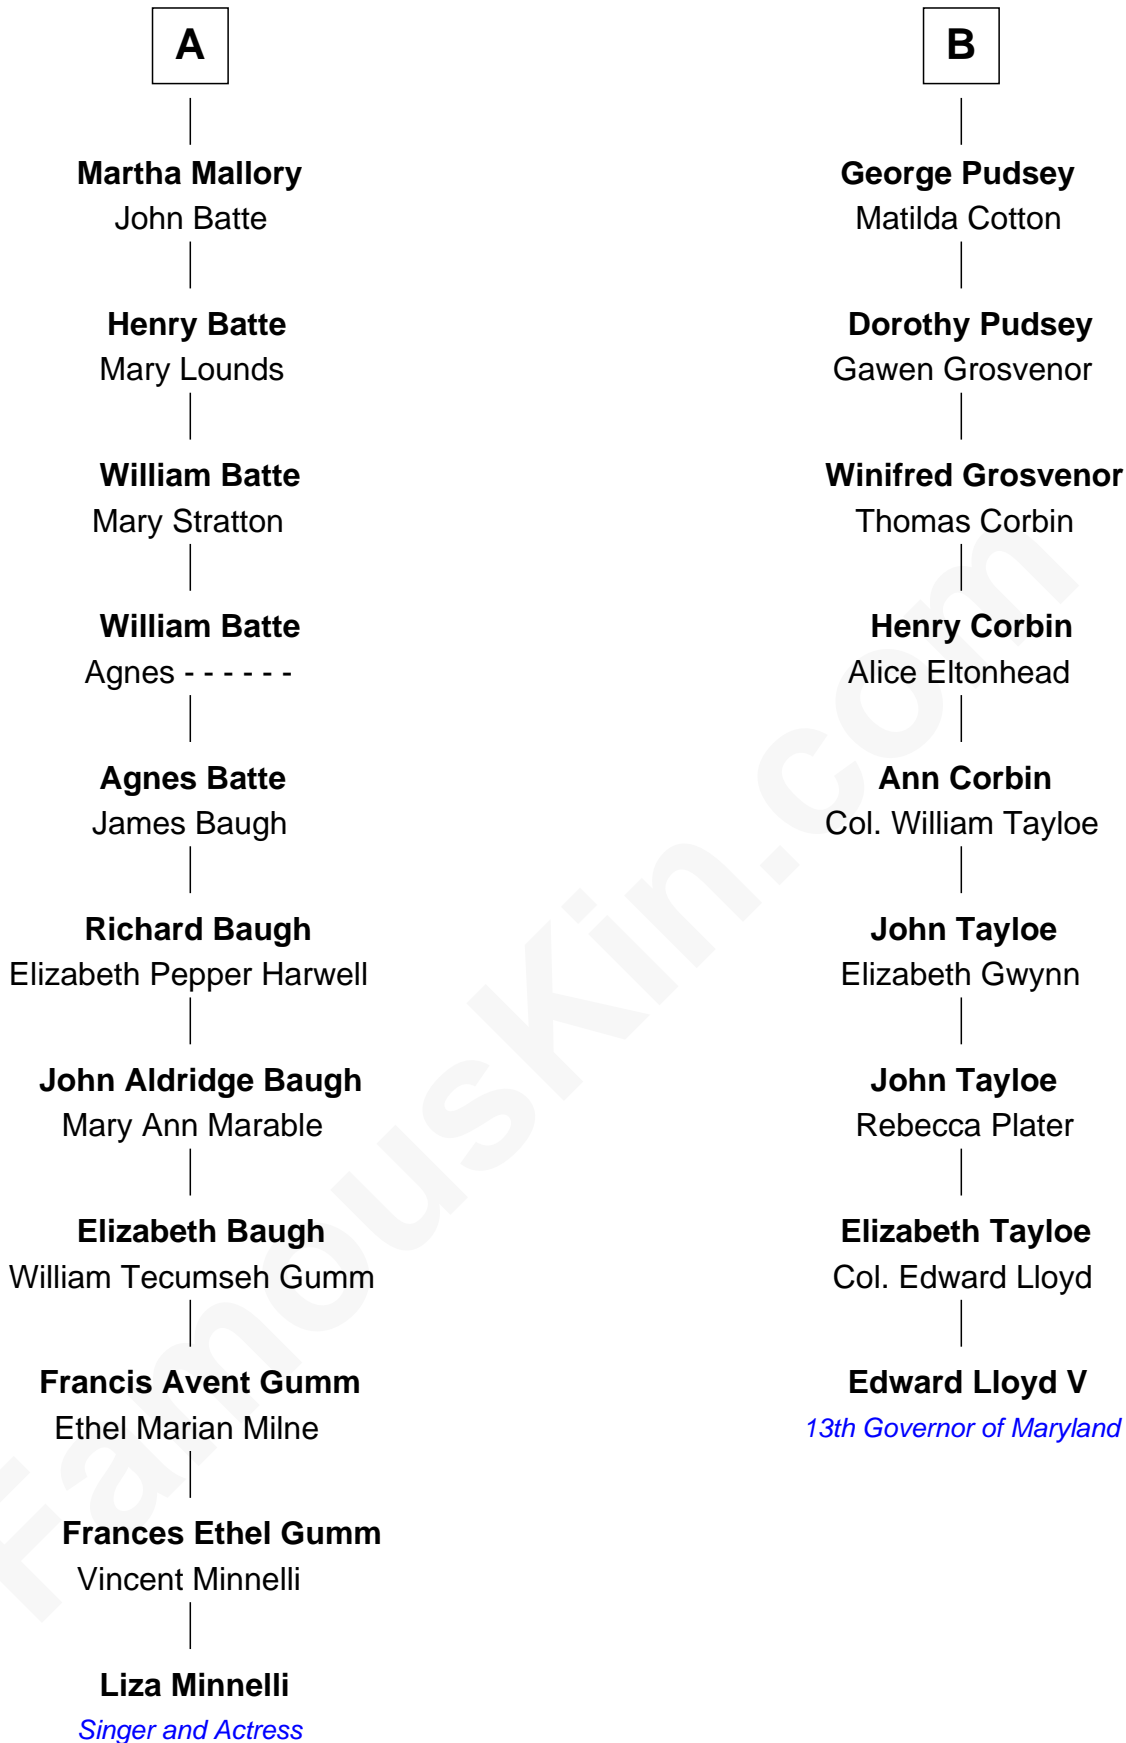 A
Martha Mallory
John Batte
Henry Batte
Mary Lounds
William Batte
Mary Stratton
William Batte
Agnes - - - - - -
Agnes Batte
James Baugh
Richard Baugh
Elizabeth Pepper Harwell
John Aldridge Baugh
Mary Ann Marable
Elizabeth Baugh
William Tecumseh Gumm
Francis Avent Gumm
Ethel Marian Milne
Frances Ethel Gumm
Vincent Minnelli
Liza Minnelli
Singer and Actress
B
George Pudsey
Matilda Cotton
Dorothy Pudsey
Gawen Grosvenor
Winifred Grosvenor
Thomas Corbin
Henry Corbin
Alice Eltonhead
Ann Corbin
Col. William Tayloe
John Tayloe
Elizabeth Gwynn
John Tayloe
Rebecca Plater
Elizabeth Tayloe
Col. Edward Lloyd
Edward Lloyd V
13th Governor of Maryland
FamousKin.com